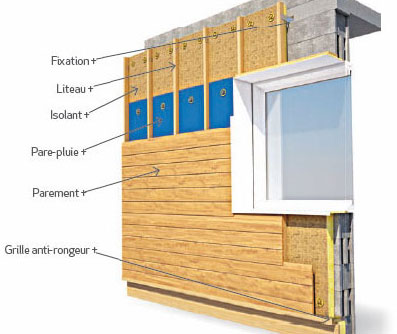 Fixation +
Liteau +
Isolant +
Pare-pluie +
Parement +
Grille anti-rongeur +